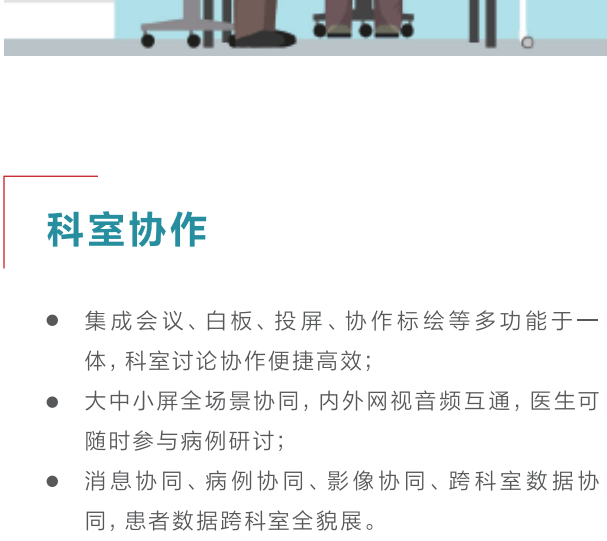 科室协作
● 集成会议、白板、投屏、协作标绘等多功能于一
体，科室讨论协作便捷高效；
● 大中小屏全场景协同，内外网视音频互通，医生可
随时参与病例研讨；
● 消息协同、病例协同、影像协同、跨科室数据协
同，患者数据跨科室全貌展。